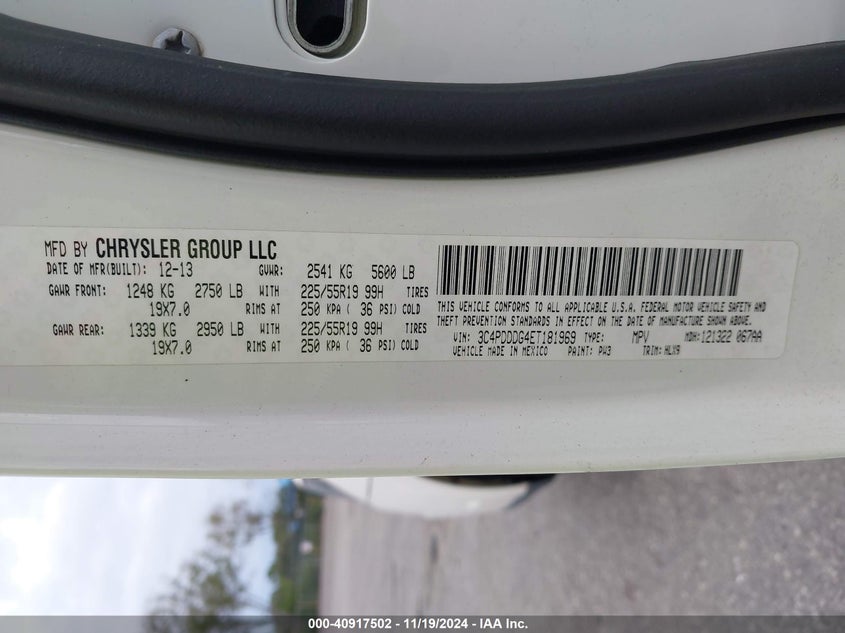 MFD BY CHRYSLER GROUP LLC
DATE OF MFR(BUILT): 12-13 GVWR: 2541 KG 5600 LB
GAWR FRONT: 1248 KG 2750 LB WITH 225/55R19 99H TIRES
19X7.0 RIMS AT 250 KPA ( 36 PSI) COLD
GAWR REAR: 1339 KG 2950 LB WITH 225/55R19 99H TIRES
19X7.0 RIMS AT 250 KPA ( 36 PSI) COLD
THIS VEHICLE CONFORMS TO ALL APPLICABLE U.S.A. FEDERAL MOTOR VEHICLE SAFETY AND
THEFT PREVENTION STANDARDS IN EFFECT ON THE DATE OF MANUFACTURE SHOWN ABOVE.
VIN: 3C4PDDDG4ET181969 TYPE: MPV MDH: 121322 067AA
VEHICLE MADE IN MEXICO PAINT: PW3 TRIM: HLX9
000-40917502 - 11/19/2024 - IAA Inc.